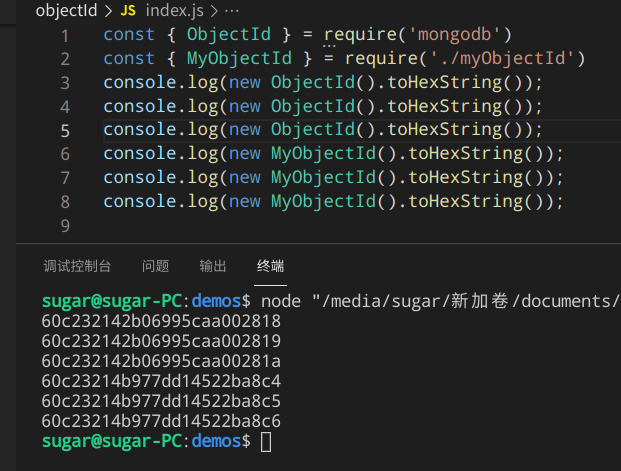 objectId > JS index.js > ...
1 const { ObjectId } = require('mongodb')
2 const { MyObjectId } = require('./myObjectId')
3 console.log(new ObjectId().toHexString());
4 console.log(new ObjectId().toHexString());
5 console.log(new ObjectId().toHexString());
6 console.log(new MyObjectId().toHexString());
7 console.log(new MyObjectId().toHexString());
8 console.log(new MyObjectId().toHexString());
9
调试控制台 问题 输出 终端
sugar@sugar-PC:demos$ node "/media/sugar/新加卷/documents/
60c232142b06995caa002818
60c232142b06995caa002819
60c232142b06995caa00281a
60c23214b977dd14522ba8c4
60c23214b977dd14522ba8c5
60c23214b977dd14522ba8c6
sugar@sugar-PC:demos$